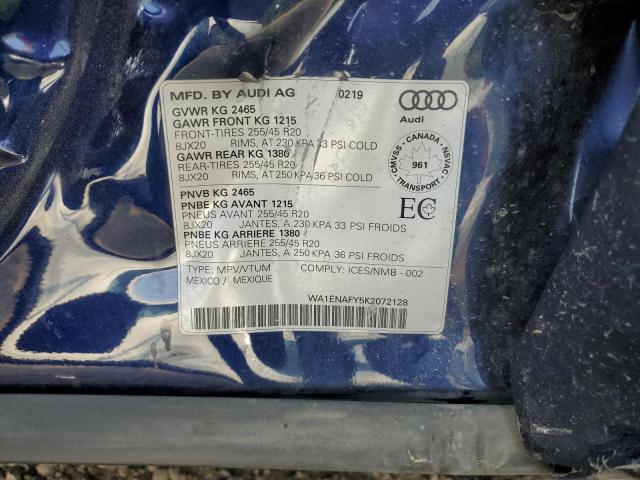 MFD. BY AUDI AG 0219
GVWR KG 2465
GAWR FRONT KG 1215
FRONT-TIRES 255/45 R20
8JX20 RIMS, AT 230 KPA 33 PSI COLD
GAWR REAR KG 1380
REAR-TIRES 255/45 R20
8JX20 RIMS, AT 250 KPA 36 PSI COLD
PNVB KG 2465
PNBE KG AVANT 1215
PNEUS AVANT 255/45 R20
8JX20 JANTES, A 230 KPA 33 PSI FROIDS
PNBE KG ARRIERE 1380
PNEUS ARRIERE 255/45 R20
8JX20 JANTES, A 250 KPA 36 PSI FROIDS
TYPE: MPV/VTUM COMPLY: ICES/NMB -002
MEXICO / MEXIQUE
WA1ENAFY5K2072128
Audi
CMVSS - CANADA - NSVAC
961
TRANSPORT
EC